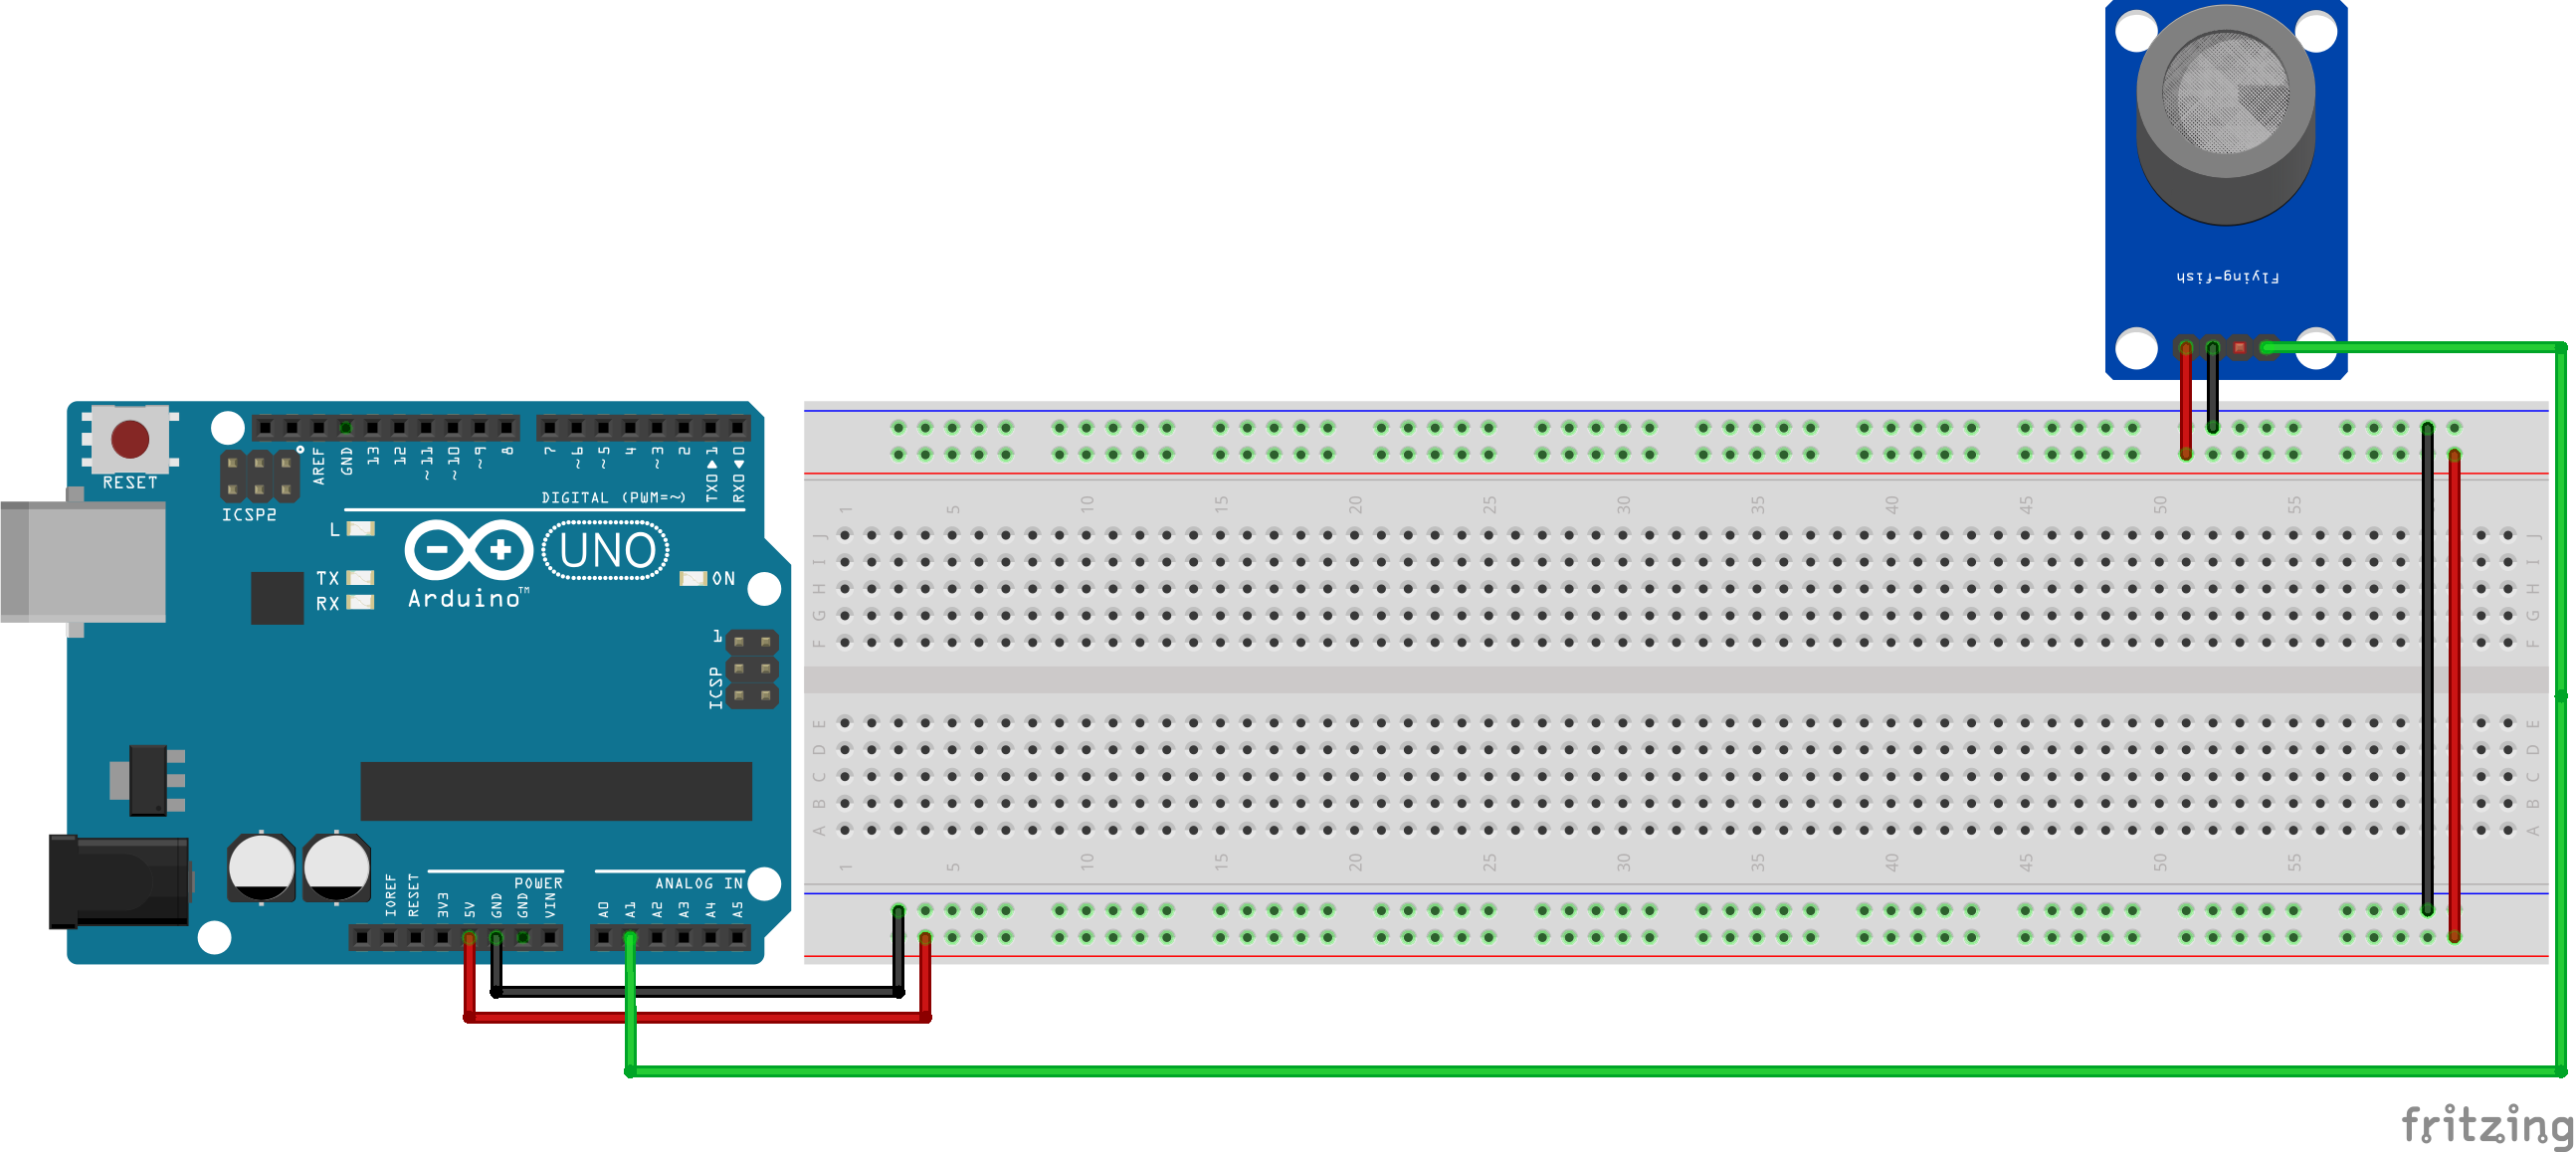 Flying-fish
RESET
ICSP2
AREF
GND
13
12
~11
~10
~9
8
7
~6
~5
4
~3
2
TX0▶1
RX0◀0
DIGITAL (PWM=~)
L
TX
RX
UNO
Arduino™
ON
1
ICSP
IOREF
RESET
3V3
5V
GND
GND
VIN
POWER
A0
A1
A2
A3
A4
A5
ANALOG IN
1 5 10 15 20 25 30 35 40 45 50 55
J J
I I
H H
G G
F F
E E
D D
C C
B B
A A
1 5 10 15 20 25 30 35 40 45 50 55
fritzing